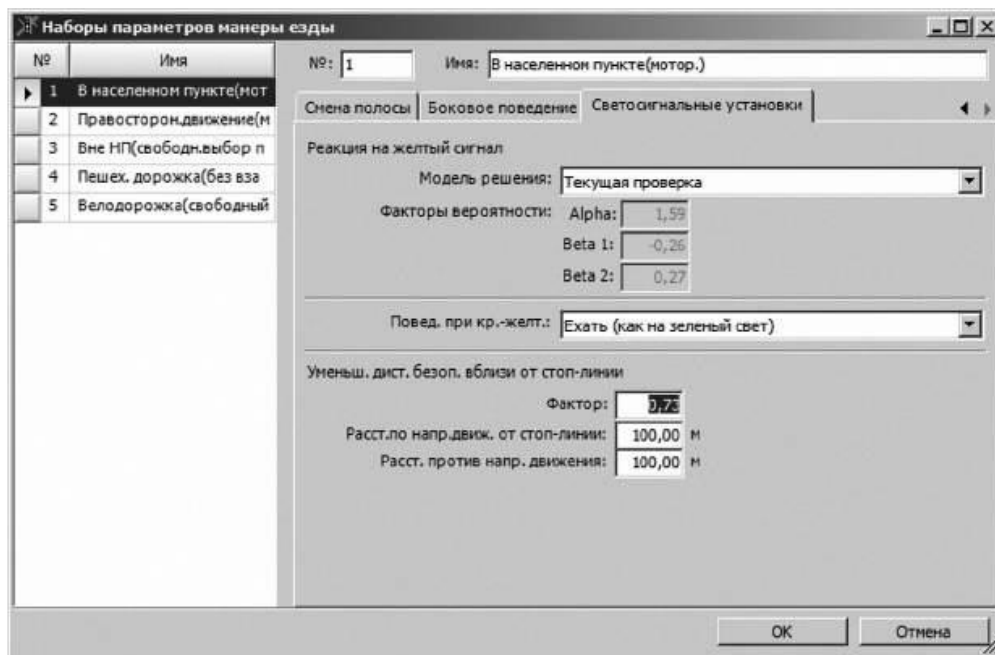 Наборы параметров манеры езды
№ Имя
1 В населенном пункте(мот
2 Правосторон.движение(м
3 Вне НП(свободн.выбор п
4 Пешех. дорожка(без вза
5 Велодорожка(свободный
№: 1 Имя: В населенном пункте(мотор.)
Смена полосы Боковое поведение Светосигнальные установки
Реакция на желтый сигнал
Модель решения: Текущая проверка
Факторы вероятности: Alpha: 1,59
Beta 1: -0,26
Beta 2: 0,27
Повед. при кр.-желт.: Ехать (как на зеленый свет)
Уменьш. дист. безоп. вблизи от стоп-линии
Фактор: 0,73
Расст.по напр.движ. от стоп-линии: 100,00 м
Расст. против напр. движения: 100,00 м
OK Отмена